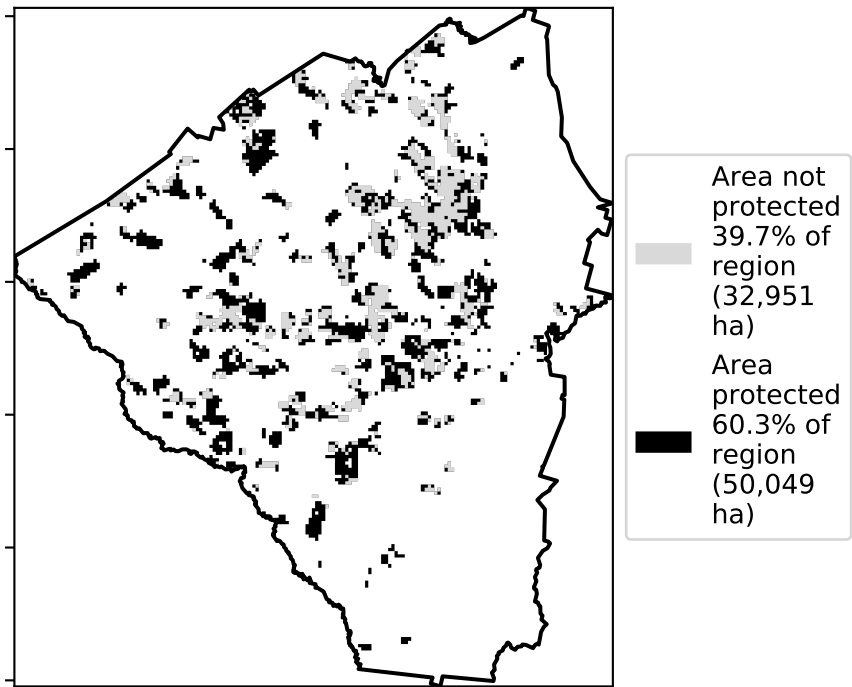 Area not
protected
39.7% of
region
(32,951
ha)
Area
protected
60.3% of
region
(50,049
ha)